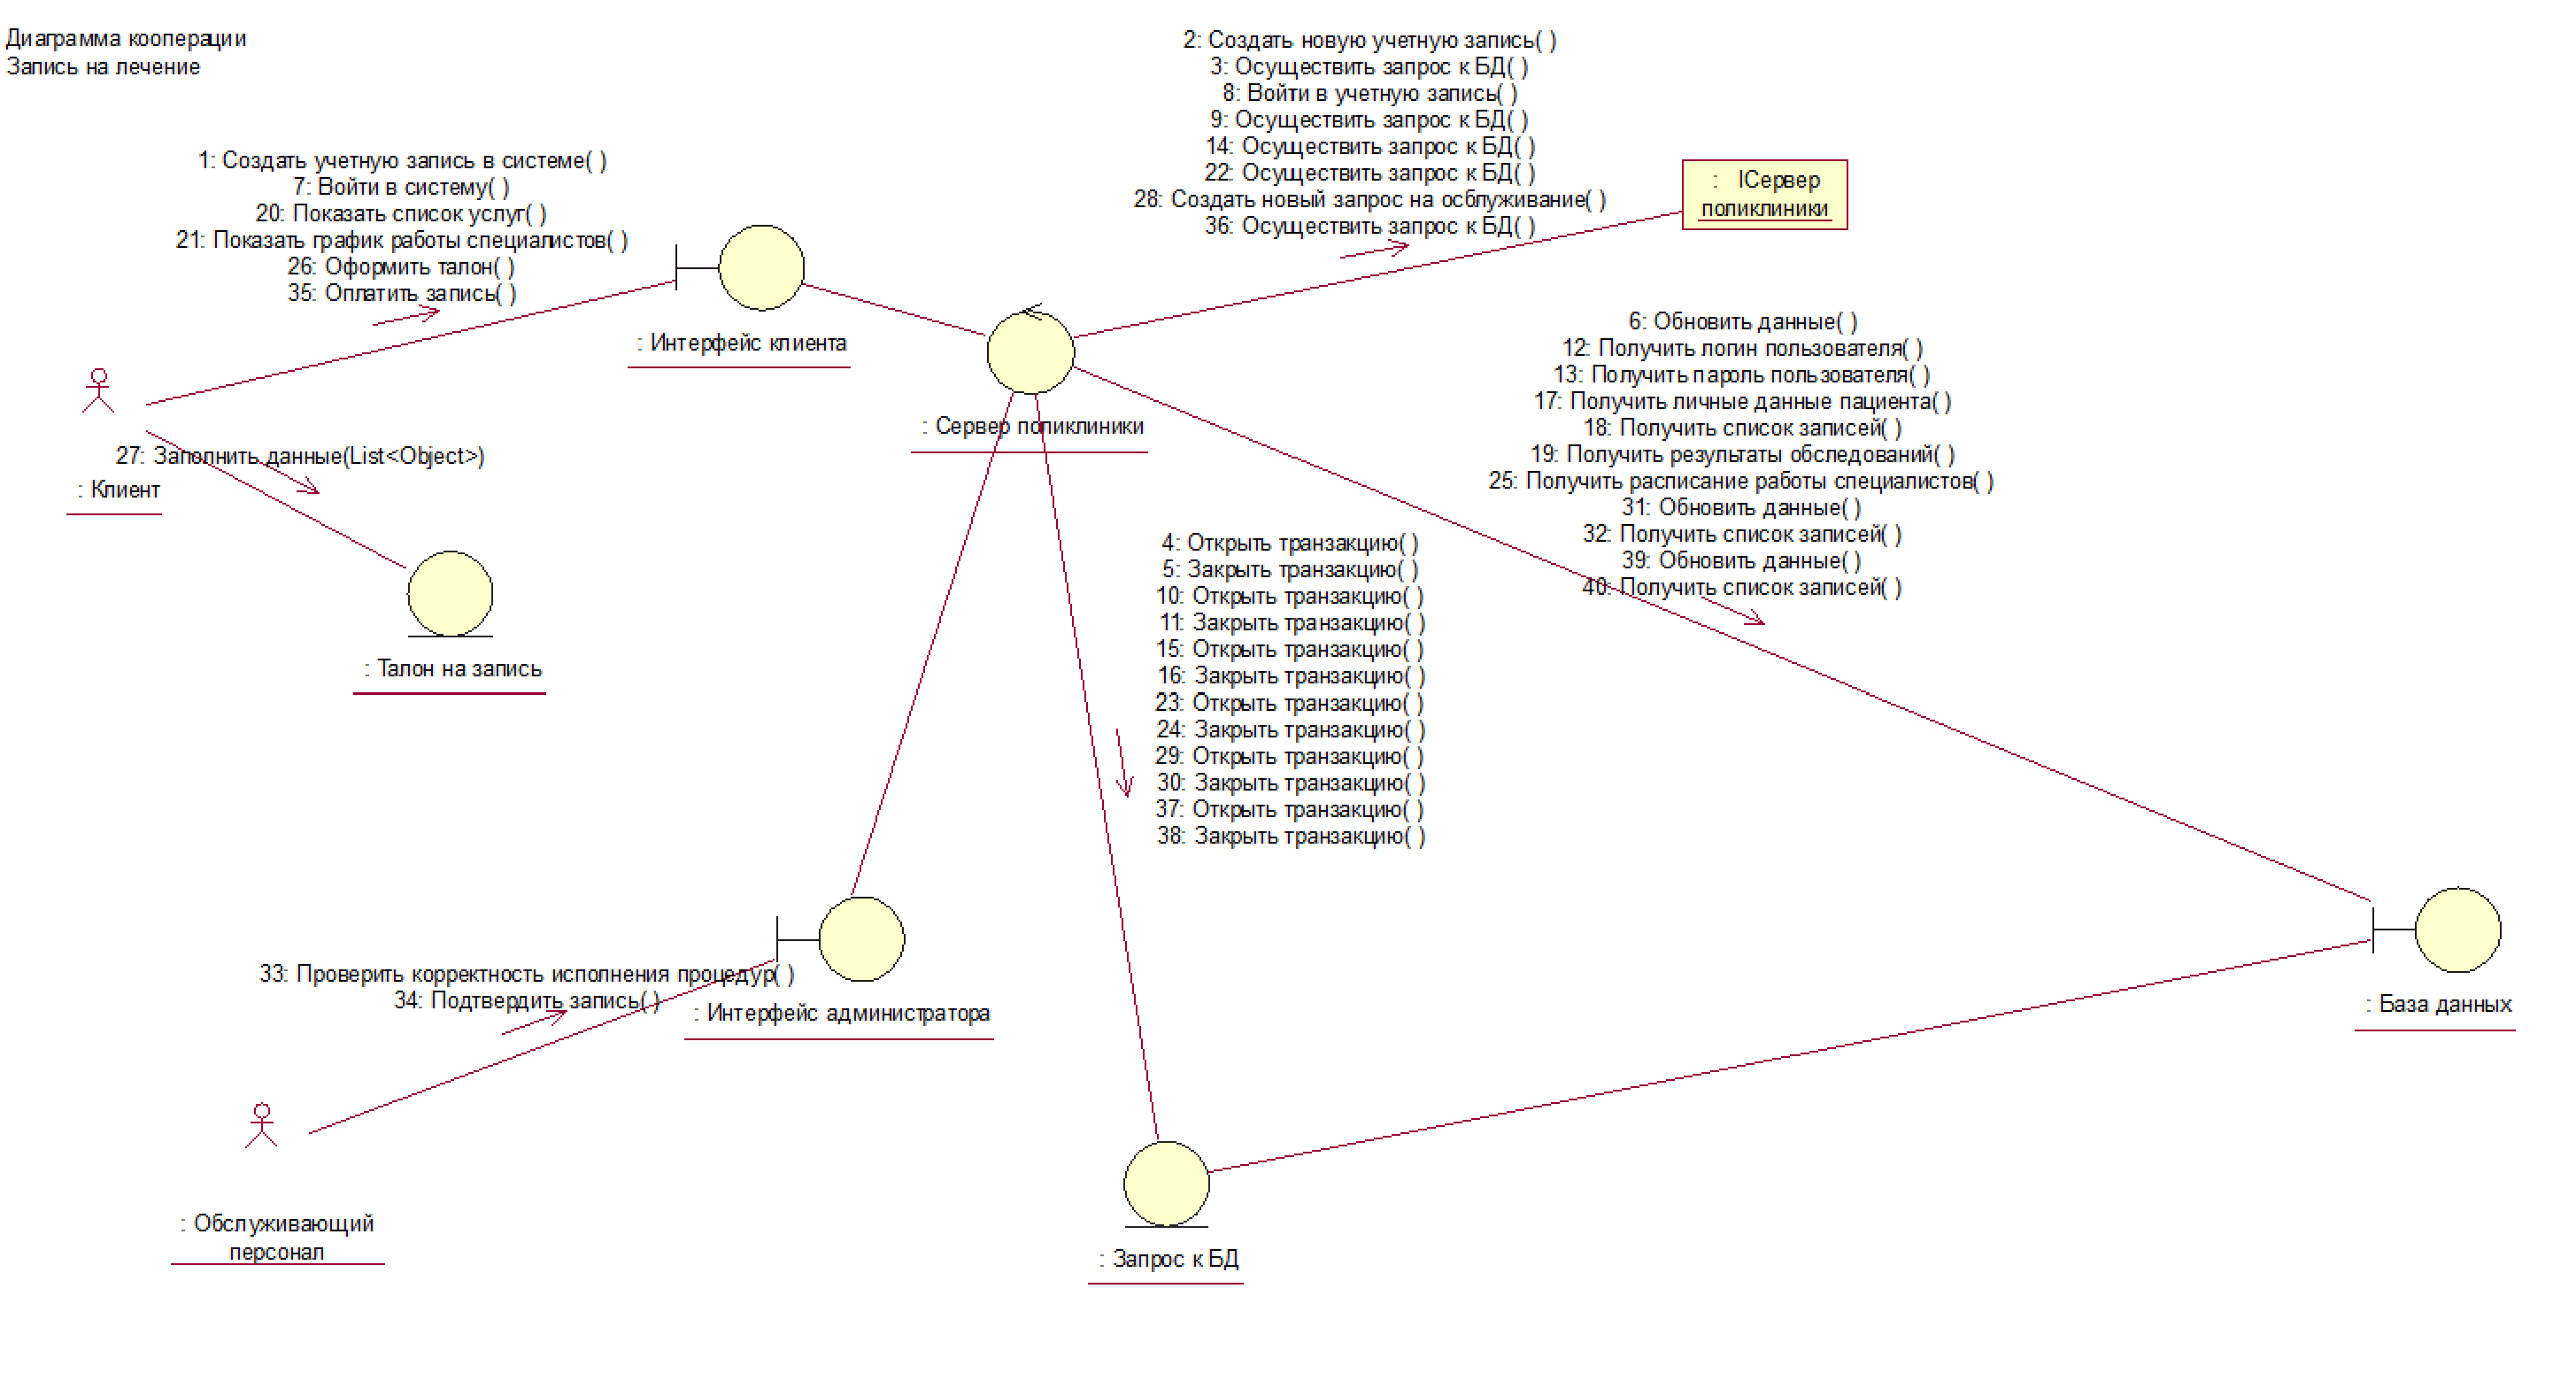 Диаграмма кооперации
Запись на лечение
2: Создать новую учетную запись( )
3: Осуществить запрос к БД( )
8: Войти в учетную запись( )
9: Осуществить запрос к БД( )
14: Осуществить запрос к БД( )
22: Осуществить запрос к БД( )
28: Создать новый запрос на осблуживание( )
36: Осуществить запрос к БД( )
: IСервер
поликлиники
1: Создать учетную запись в системе( )
7: Войти в систему( )
20: Показать список услуг( )
21: Показать график работы специалистов( )
26: Оформить талон( )
35: Оплатить запись( )
: Интерфейс клиента
: Сервер поликлиники
6: Обновить данные( )
12: Получить логин пользователя( )
13: Получить пароль пользователя( )
17: Получить личные данные пациента( )
18: Получить список записей( )
19: Получить результаты обследований( )
25: Получить расписание работы специалистов( )
31: Обновить данные( )
32: Получить список записей( )
39: Обновить данные( )
40: Получить список записей( )
27: Заполнить данные(List<Object>)
: Клиент
: Талон на запись
4: Открыть транзакцию( )
5: Закрыть транзакцию( )
10: Открыть транзакцию( )
11: Закрыть транзакцию( )
15: Открыть транзакцию( )
16: Закрыть транзакцию( )
23: Открыть транзакцию( )
24: Закрыть транзакцию( )
29: Открыть транзакцию( )
30: Закрыть транзакцию( )
37: Открыть транзакцию( )
38: Закрыть транзакцию( )
33: Проверить корректность исполнения процедур( )
34: Подтвердить запись( )
: Интерфейс администратора
: База данных
: Обслуживающий
персонал
: Запрос к БД